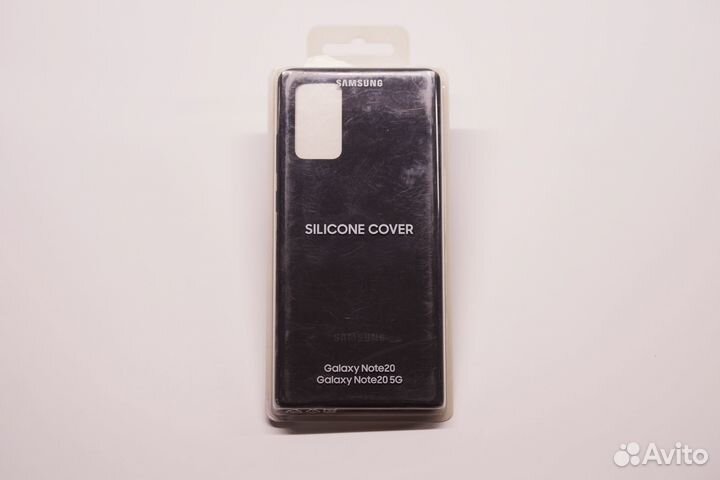 SAMSUNG
SILICONE COVER
SAMSUNG
Galaxy Note20
Galaxy Note20 5G
Avito